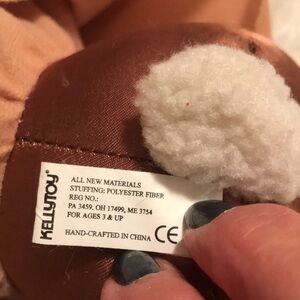 KELLYTOY®
ALL NEW MATERIALS
STUFFING: POLYESTER FIBER
REG NO.:
PA 3459, OH 17499, ME 3754
FOR AGES 3 & UP
HAND-CRAFTED IN CHINA CE